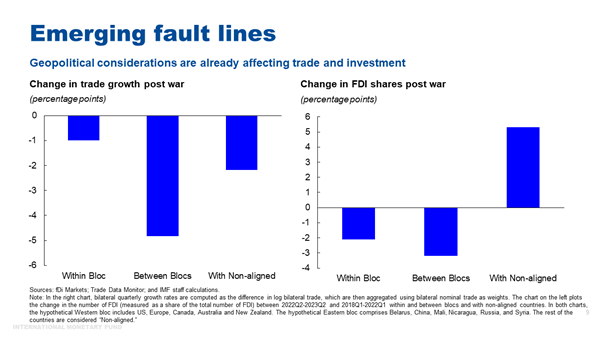 Emerging fault lines
Geopolitical considerations are already affecting trade and investment
Change in trade growth post war
(percentage points)
0
-1
-2
-3
-4
-5
-6
Within Bloc Between Blocs With Non-aligned
Change in FDI shares post war
(percentage points)
6
5
4
3
2
1
0
-1
-2
-3
-4
Within Bloc Between Blocs With Non-aligned
Sources: fDi Markets; Trade Data Monitor; and IMF staff calculations.
Note: In the right chart, bilateral quarterly growth rates are computed as the difference in log bilateral trade, which are then aggregated using bilateral nominal trade as weights. The chart on the left plots
the change in the number of FDI (measured as a share of the total number of FDI) between 2022Q2-2023Q2 and 2018Q1-2022Q1 within and between blocs and with non-aligned countries. In both charts,
the hypothetical Western bloc includes US, Europe, Canada, Australia and New Zealand. The hypothetical Eastern bloc comprises Belarus, China, Mali, Nicaragua, Russia, and Syria. The rest of the
countries are considered “Non-aligned.”
INTERNATIONAL MONETARY FUND
9